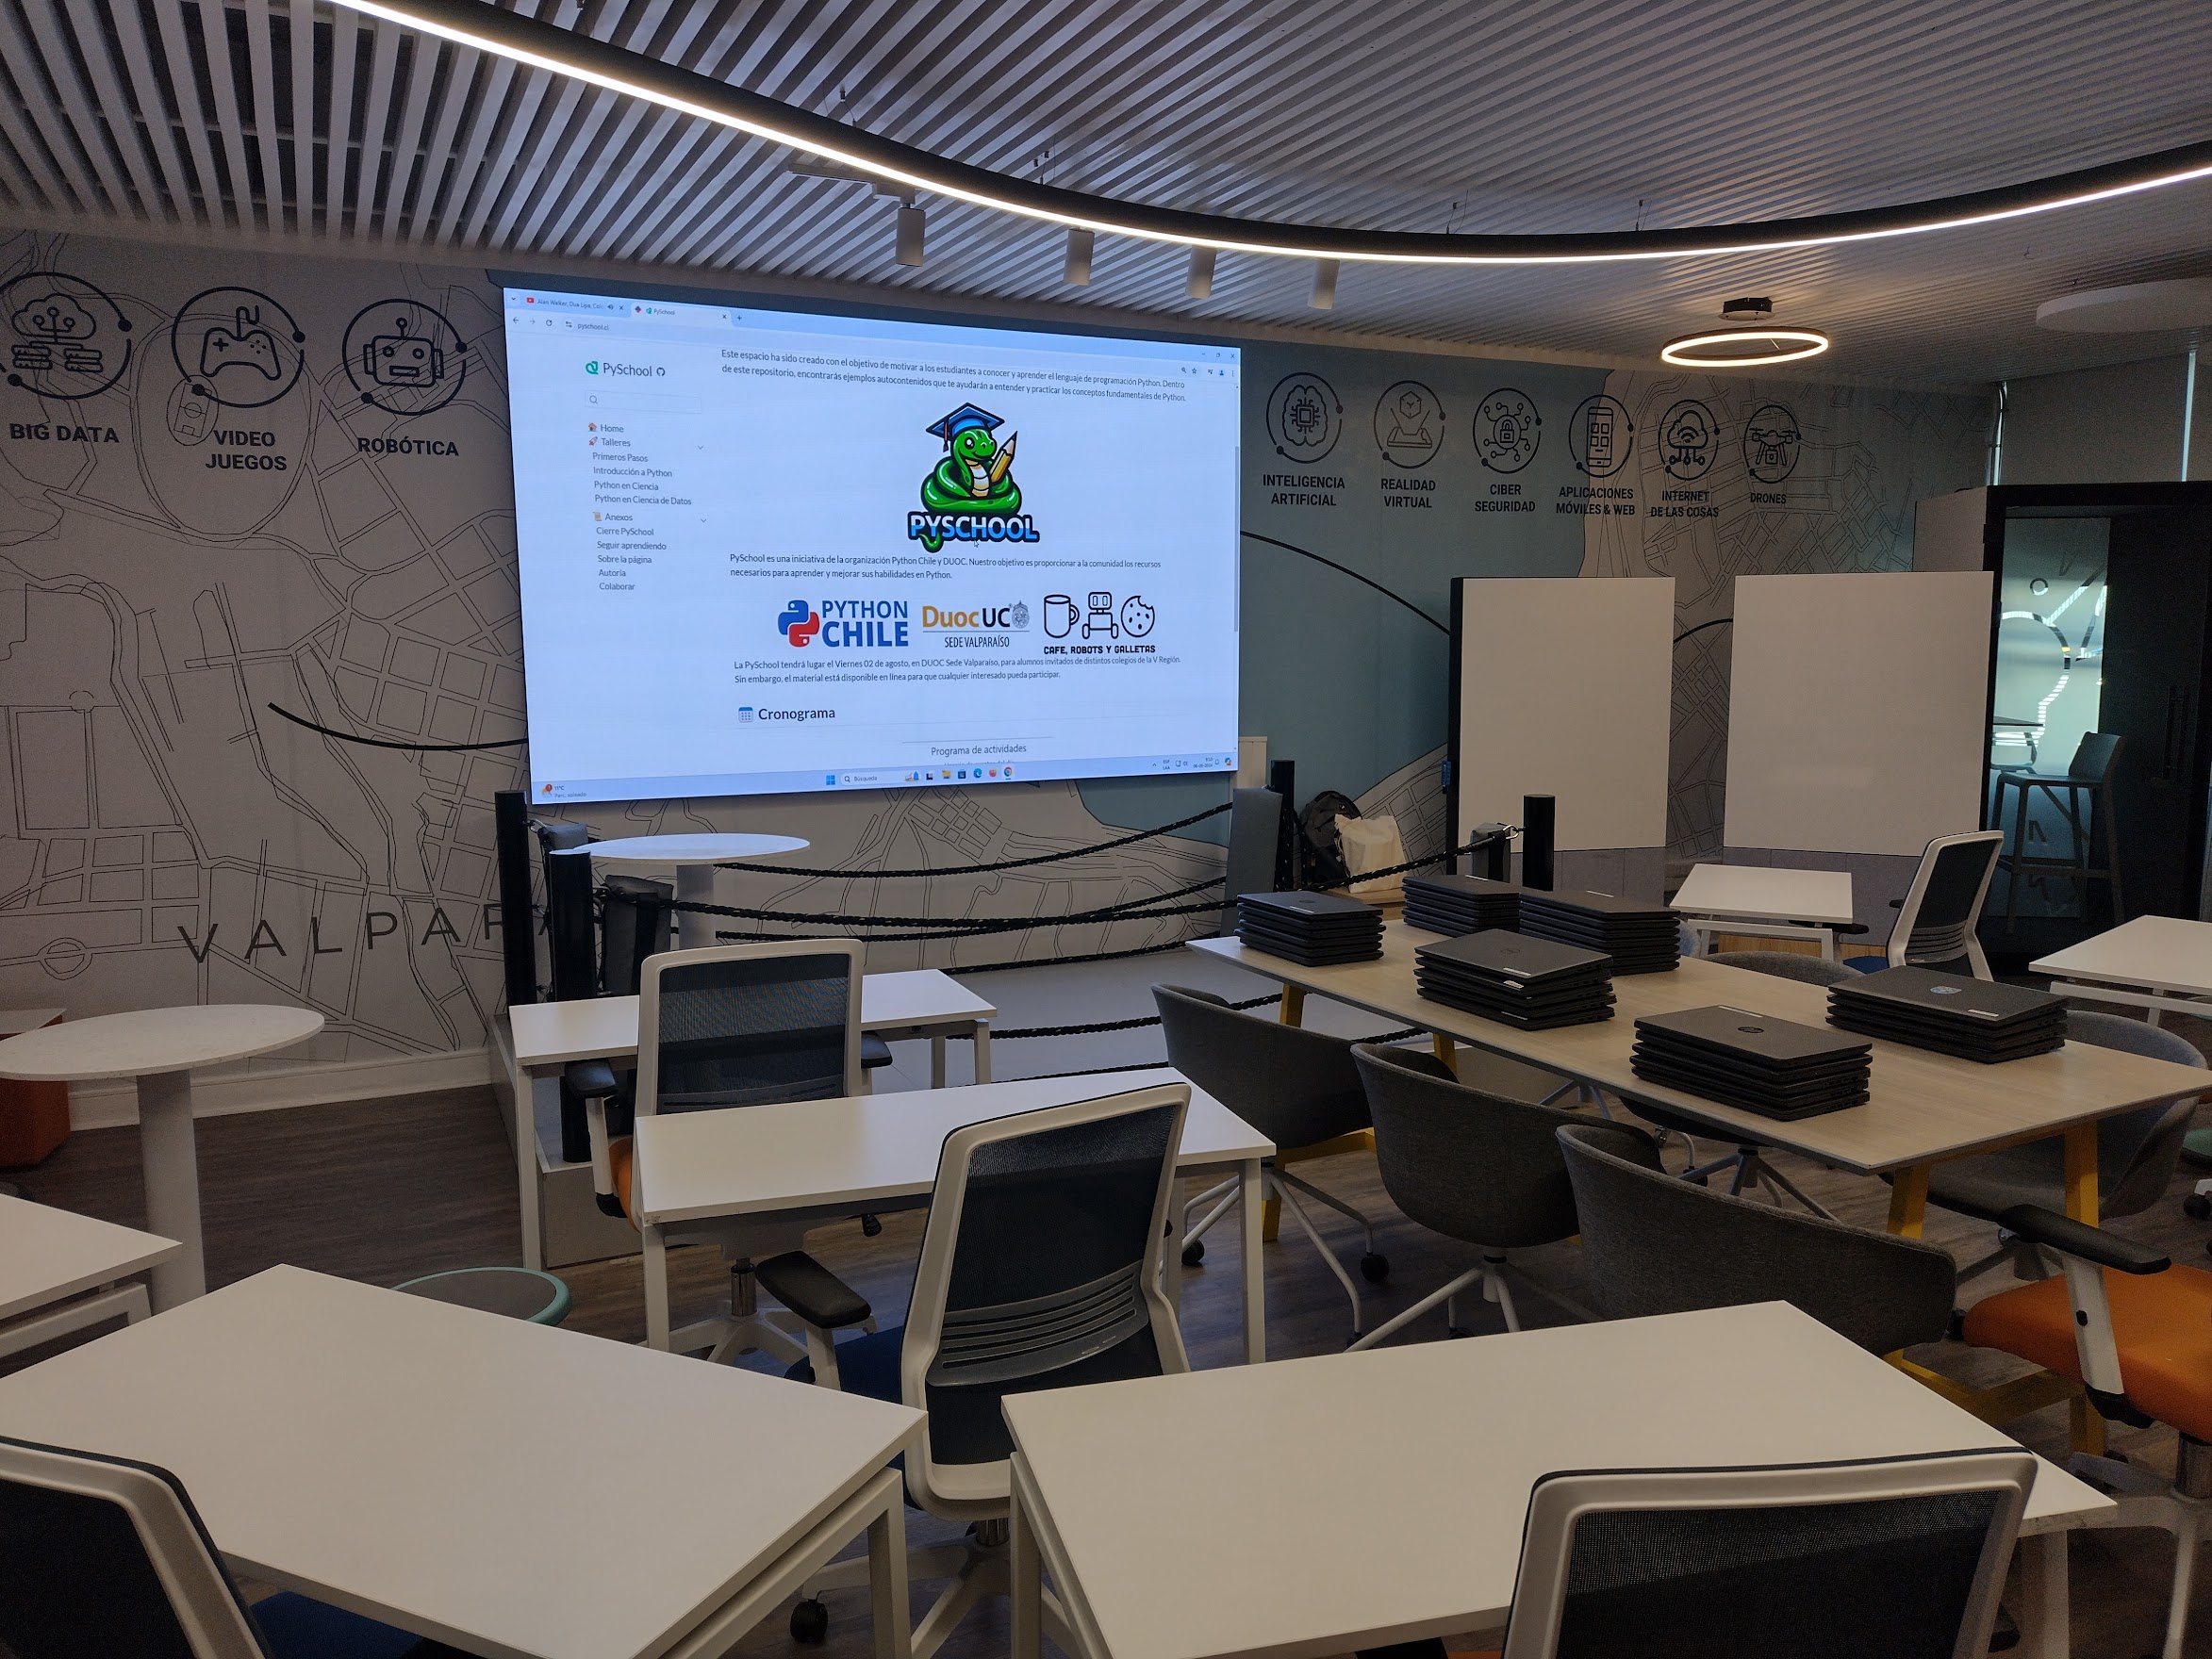 BIG DATA
VIDEO
JUEGOS
ROBÓTICA
Alan Walker, Dua Lipa, Col
PySchool
PySchool
Este espacio ha sido creado con el objetivo de motivar a los estudiantes a conocer y aprender el lenguaje de programación Python. Dentro
de este repositorio, encontrarás ejemplos autocontenidos que te ayudarán a entender y practicar los conceptos fundamentales de Python.
Home
Talleres
Primeros Pasos
Introducción a Python
Python en Ciencia
Python en Ciencia de Datos
Anexos
Cierre PySchool
Seguir aprendiendo
Sobre la página
Autoría
Colaborar
PYSCHOOL
PySchool es una iniciativa de la organización Python Chile y DUOC. Nuestro objetivo es proporcionar a la comunidad los recursos
necesarios para aprender y mejorar sus habilidades en Python.
PYTHON
CHILE
DuocUC
SEDE VALPARAÍSO
CAFE, ROBOTS Y GALLETAS
La PySchool tendrá lugar el Viernes 02 de agosto, en DUOC Sede Valparaíso, para alumnos invitados de distintos colegios de la V Región.
Sin embargo, el material está disponible en línea para que cualquier interesado pueda participar.
Cronograma
Programa de actividades
Búsqueda
11°C
INTELIGENCIA
ARTIFICIAL
REALIDAD
VIRTUAL
CIBER
SEGURIDAD
APLICACIONES
MÓVILES & WEB
INTERNET
DE LAS COSAS
DRONES
VALPARA